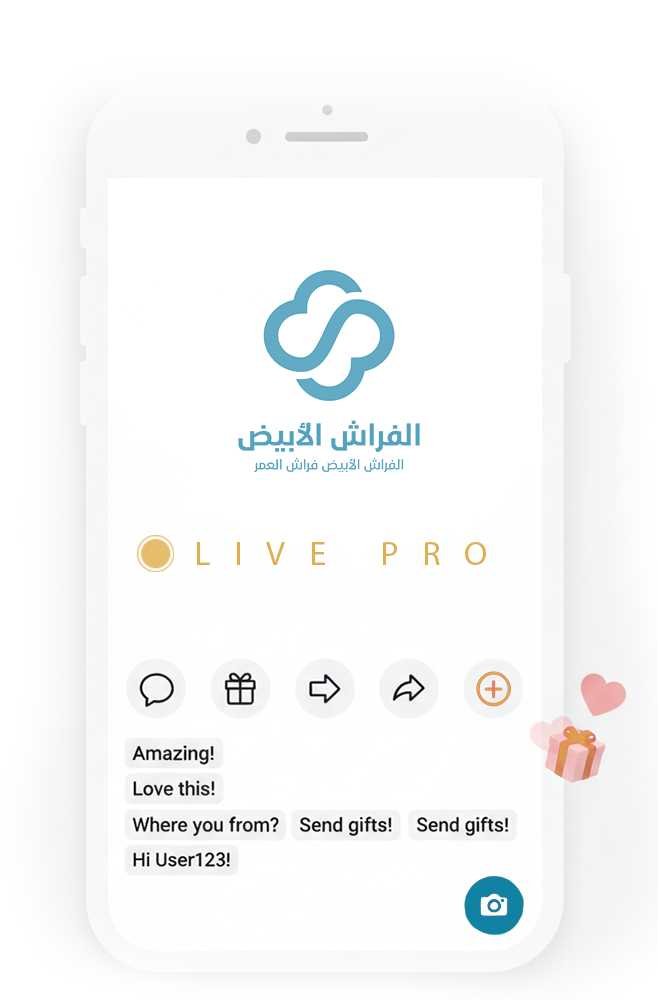 الفراش الأبيض
الفراش الأبيض فراش العمر
LIVE PRO
Amazing!
Love this!
Where you from? Send gifts! Send gifts!
Hi User123!